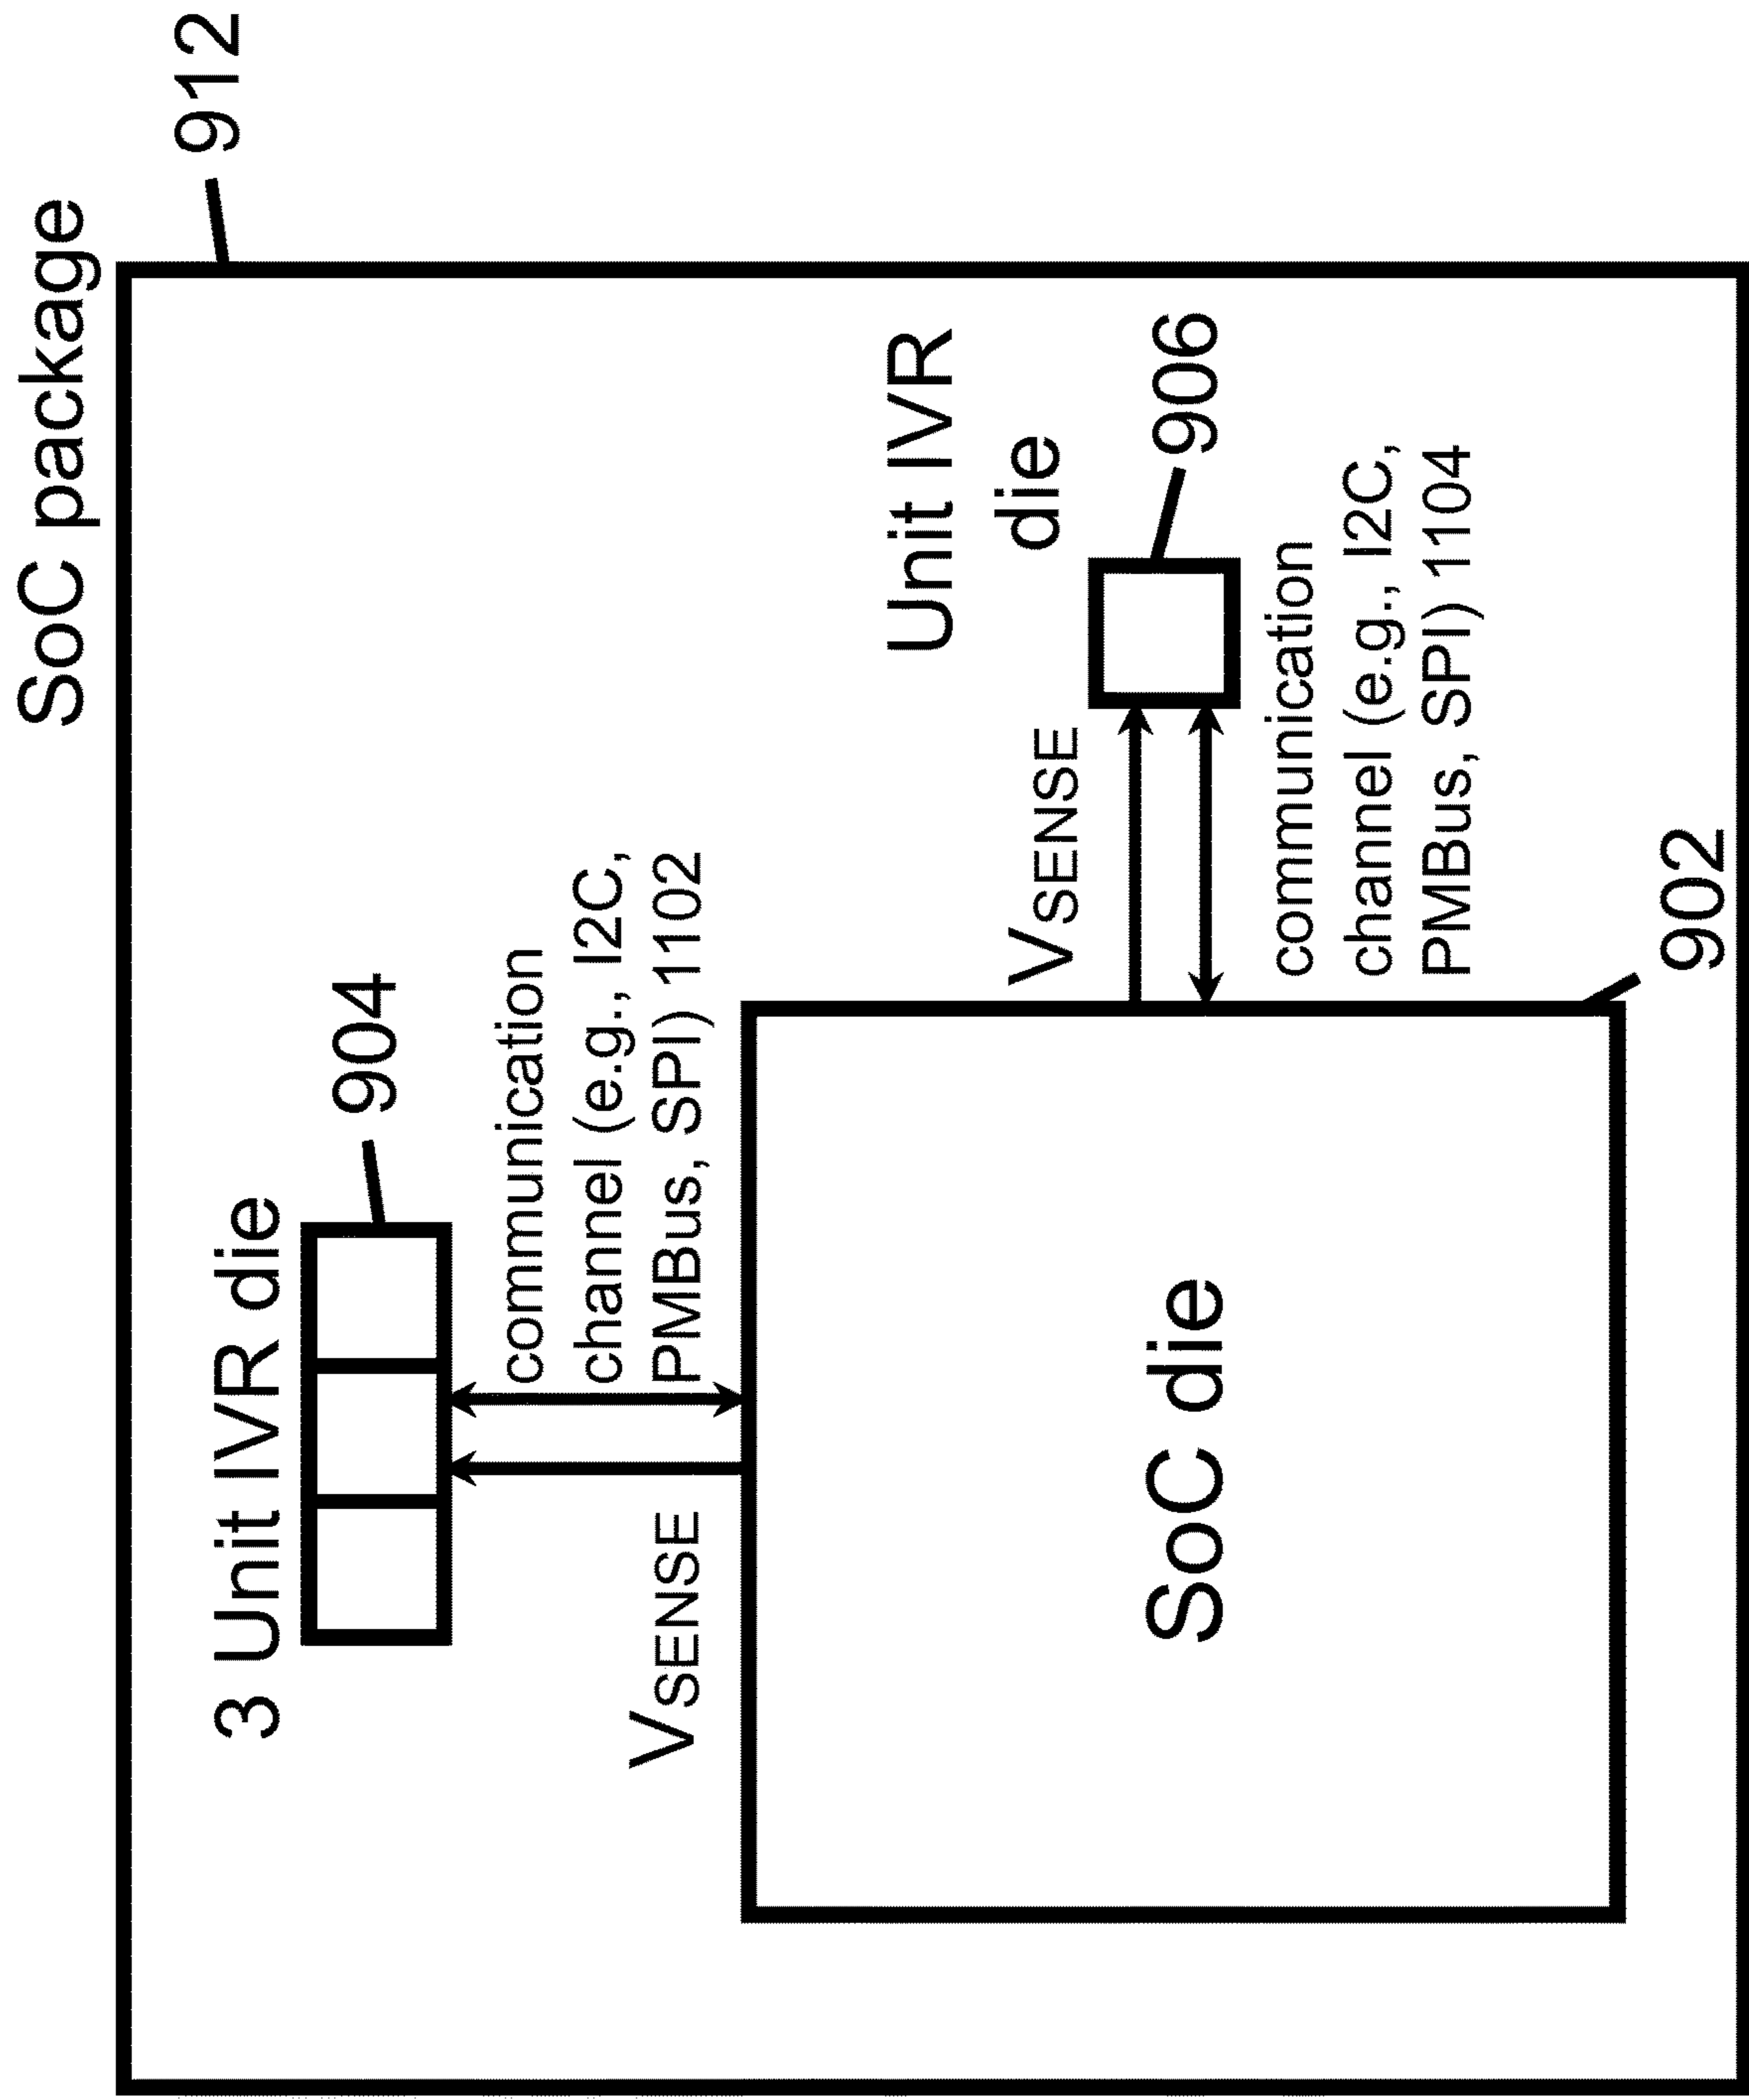 SoC package
912
3 Unit IVR die
904
communication
channel (e.g., I2C,
PMBus, SPI) 1102
VSENSE
Unit IVR
die
906
VSENSE
communication
channel (e.g., I2C,
PMBus, SPI) 1104
SoC die
902